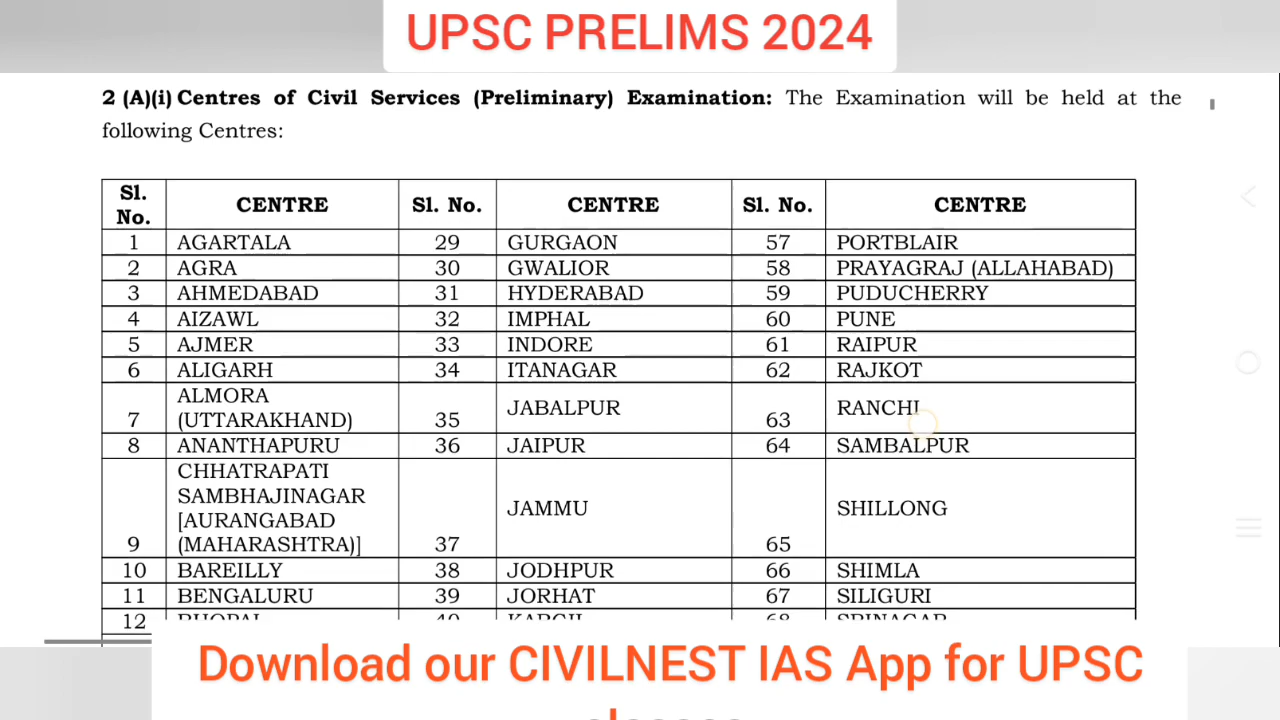 UPSC PRELIMS 2024
2 (A)(i) Centres of Civil Services (Preliminary) Examination: The Examination will be held at the
following Centres:
Sl. No. CENTRE Sl. No. CENTRE Sl. No. CENTRE
1 AGARTALA 29 GURGAON 57 PORTBLAIR
2 AGRA 30 GWALIOR 58 PRAYAGRAJ (ALLAHABAD)
3 AHMEDABAD 31 HYDERABAD 59 PUDUCHERRY
4 AIZAWL 32 IMPHAL 60 PUNE
5 AJMER 33 INDORE 61 RAIPUR
6 ALIGARH 34 ITANAGAR 62 RAJKOT
7 ALMORA (UTTARAKHAND) 35 JABALPUR 63 RANCHI
8 ANANTHAPURU 36 JAIPUR 64 SAMBALPUR
9 CHHATRAPATI SAMBHAJINAGAR [AURANGABAD (MAHARASHTRA)] 37 JAMMU 65 SHILLONG
10 BAREILLY 38 JODHPUR 66 SHIMLA
11 BENGALURU 39 JORHAT 67 SILIGURI
12
Download our CIVILNEST IAS App for UPSC